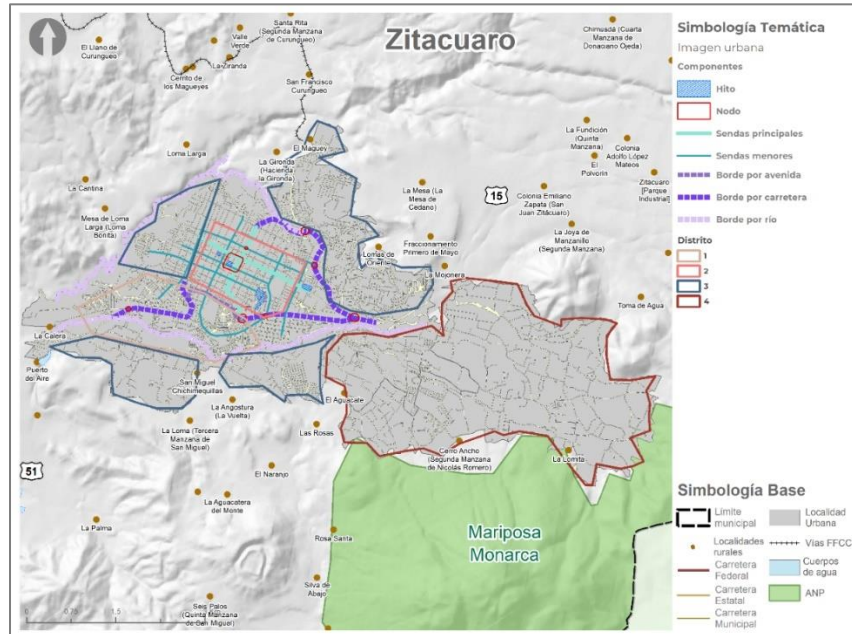 Zitacuaro
Santa Rita
(Segunda Manzana
de Curungueo)
Valle
Verde
El Llano de
Curungueo
La Ziranda
Cerrito de
los Magueyes
San Francisco
Curungueo
Chimusdá (Cuarta
Manzana de
Donaciano Ojeda)
El Maguey
Loma Larga
La Gironda
(Hacienda
la Gironda)
La Fundición
(Quinta
Manzana)
Colonia
Adolfo López
Mateos
El
Polvorín
La Cantina
La Mesa (La
Mesa de
Cedano)
15
Colonia Emiliano
Zapata (San
Juan Zitácuaro)
Zitácuaro
[Parque
Industrial]
Mesa de Loma
Larga (Loma
Bonita)
Fraccionamiento
Primero de Mayo
La Joya de
Manzanillo
(Segunda Manzana)
Lomas de
Oriente
La Mojonera
Toma de Agua
La Calera
Puerto
del Aire
San Miguel
Chichimequillas
La Angostura
(La Vuelta)
El Aguacate
La Loma (Tercera
Manzana de
San Miguel)
Las Rosas
Cerro Ancho
(Segunda Manzana
de Nicolás Romero)
La Lomita
51
El Naranjo
La Aguacatera
del Monte
La Palma
Rosa Santa
Mariposa
Monarca
Silva de
Abajo
Seis Palos
(Quinta Manzana
de San Miguel)
0 0.75 1.5
Simbología Temática
Imagen urbana
Componentes
Hito
Nodo
Sendas principales
Sendas menores
Borde por avenida
Borde por carretera
Borde por río
Distrito
1
2
3
4
Simbología Base
Límite
municipal
Localidad
Urbana
Localidades
rurales
Vías FFCC
Carretera
Federal
Cuerpos
de agua
Carretera
Estatal
ANP
Carretera
Municipal